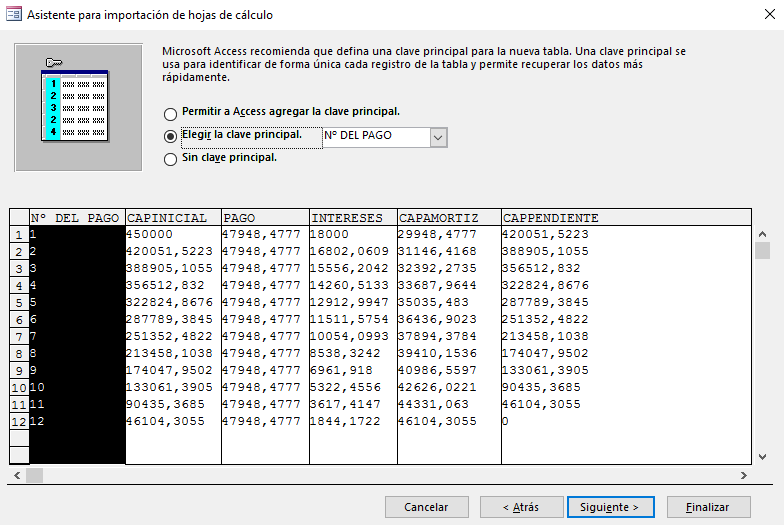 Asistente para importación de hojas de cálculo
Microsoft Access recomienda que defina una clave principal para la nueva tabla. Una clave principal se
usa para identificar de forma única cada registro de la tabla y permite recuperar los datos más
rápidamente.
1 xxx xxx xxx
2 xxx xxx xxx
3 xxx xxx xxx
2 xxx xxx xxx
4 xxx xxx xxx
Permitir a Access agregar la clave principal.
Elegir la clave principal. Nº DEL PAGO
Sin clave principal.
Nº DEL PAGO CAPINICIAL PAGO INTERESES CAPAMORTIZ CAPPENDIENTE
1 1 450000 47948,4777 18000 29948,4777 420051,5223
2 2 420051,5223 47948,4777 16802,0609 31146,4168 388905,1055
3 3 388905,1055 47948,4777 15556,2042 32392,2735 356512,832
4 4 356512,832 47948,4777 14260,5133 33687,9644 322824,8676
5 5 322824,8676 47948,4777 12912,9947 35035,483 287789,3845
6 6 287789,3845 47948,4777 11511,5754 36436,9023 251352,4822
7 7 251352,4822 47948,4777 10054,0993 37894,3784 213458,1038
8 8 213458,1038 47948,4777 8538,3242 39410,1536 174047,9502
9 9 174047,9502 47948,4777 6961,918 40986,5597 133061,3905
10 10 133061,3905 47948,4777 5322,4556 42626,0221 90435,3685
11 11 90435,3685 47948,4777 3617,4147 44331,063 46104,3055
12 12 46104,3055 47948,4777 1844,1722 46104,3055 0
Cancelar < Atrás Siguiente > Finalizar